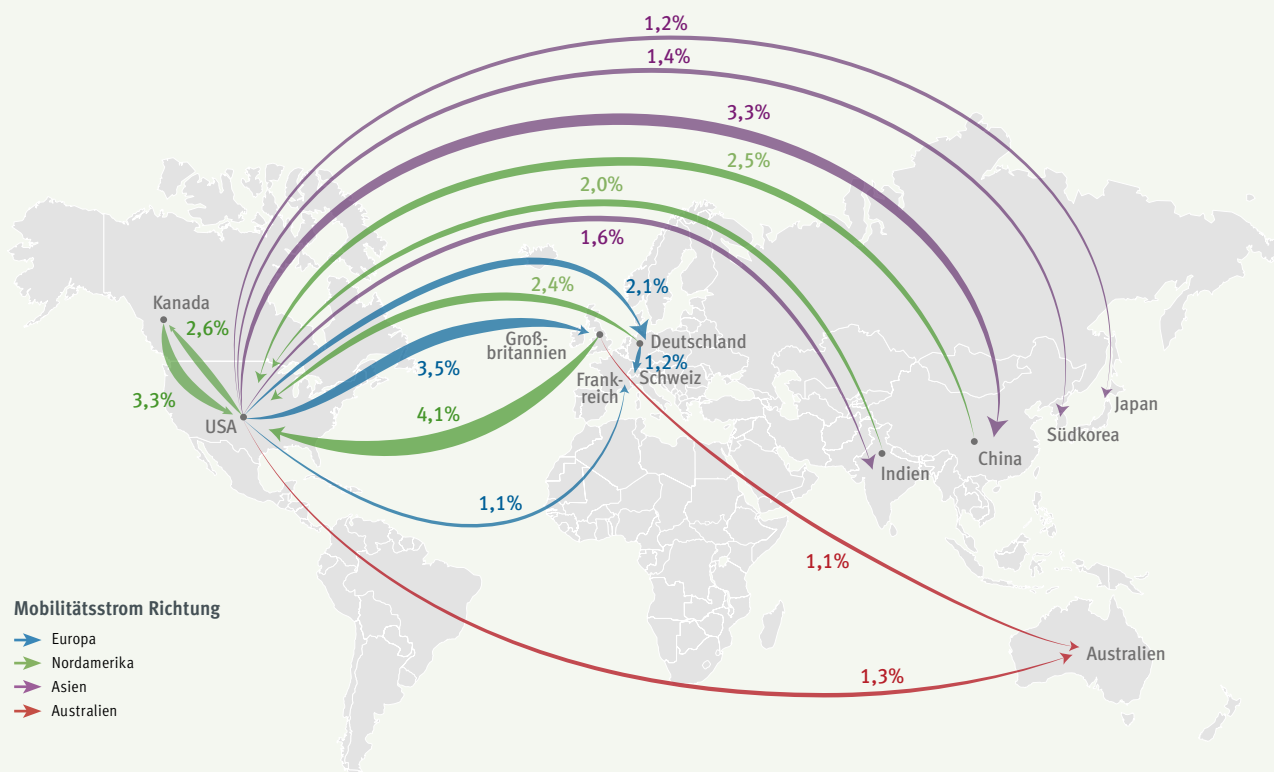 1,2%
1,4%
3,3%
2,5%
2,0%
1,6%
2,4%
2,1%
Kanada
2,6%
Groß-
britannien
Deutschland
1,2%
3,5%
Frank-
reich
Schweiz
3,3%
4,1%
USA
Japan
Südkorea
China
Indien
1,1%
1,1%
Mobilitätsstrom Richtung
Europa
Nordamerika
Asien
Australien
Australien
1,3%